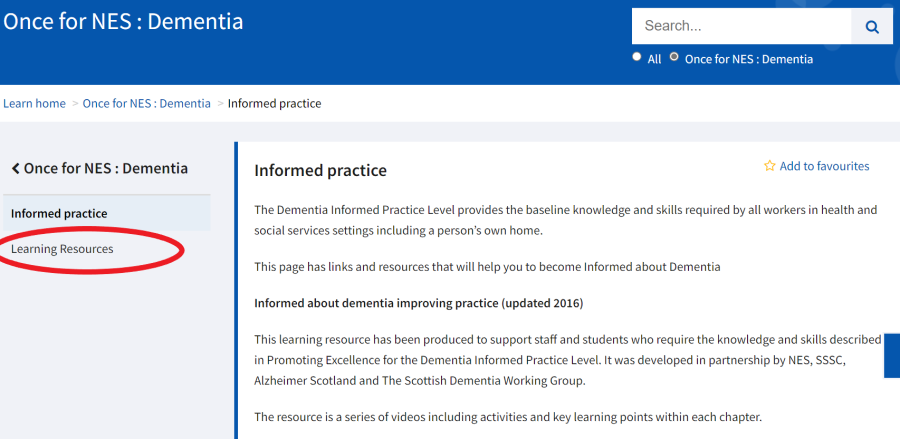 Once for NES : Dementia
Search...
All Once for NES : Dementia
Learn home > Once for NES : Dementia > Informed practice
Once for NES : Dementia
Informed practice
Learning Resources
Informed practice
Add to favourites
The Dementia Informed Practice Level provides the baseline knowledge and skills required by all workers in health and
social services settings including a person’s own home.
This page has links and resources that will help you to become Informed about Dementia
Informed about dementia improving practice (updated 2016)
This learning resource has been produced to support staff and students who require the knowledge and skills described
in Promoting Excellence for the Dementia Informed Practice Level. It was developed in partnership by NES, SSSC,
Alzheimer Scotland and The Scottish Dementia Working Group.
The resource is a series of videos including activities and key learning points within each chapter.